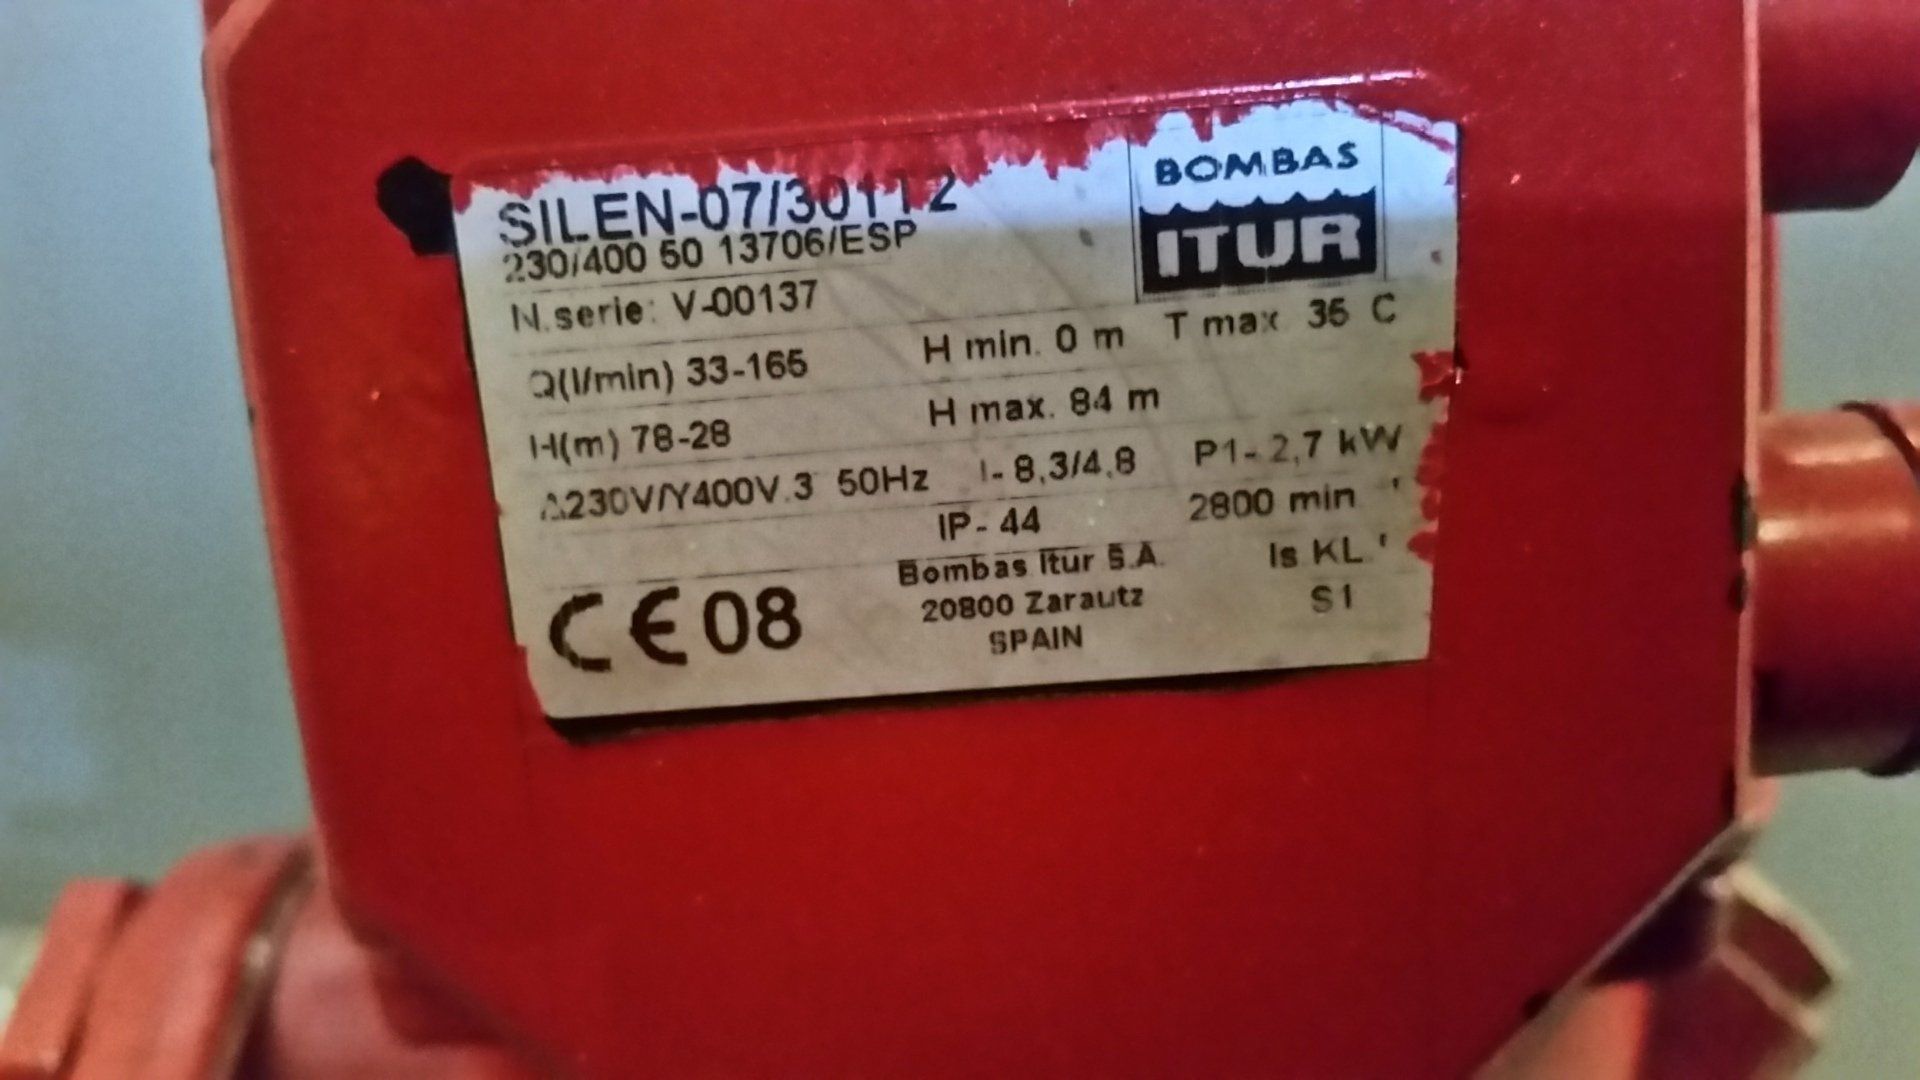 SILEN-07/30112
BOMBAS
ITUR
230/400 50 13706/ESP
N.serie: V-00137
Q(l/min) 33-165 H min. 0 m T max 35 C
H(m) 78-28 H max. 84 m
Δ230V/Y400V.3 50Hz I- 8,3/4,8 P1- 2,7 kW
IP- 44 2800 min
Bombas Itur S.A. Is KL.
CE 08 20800 Zarautz S1
SPAIN